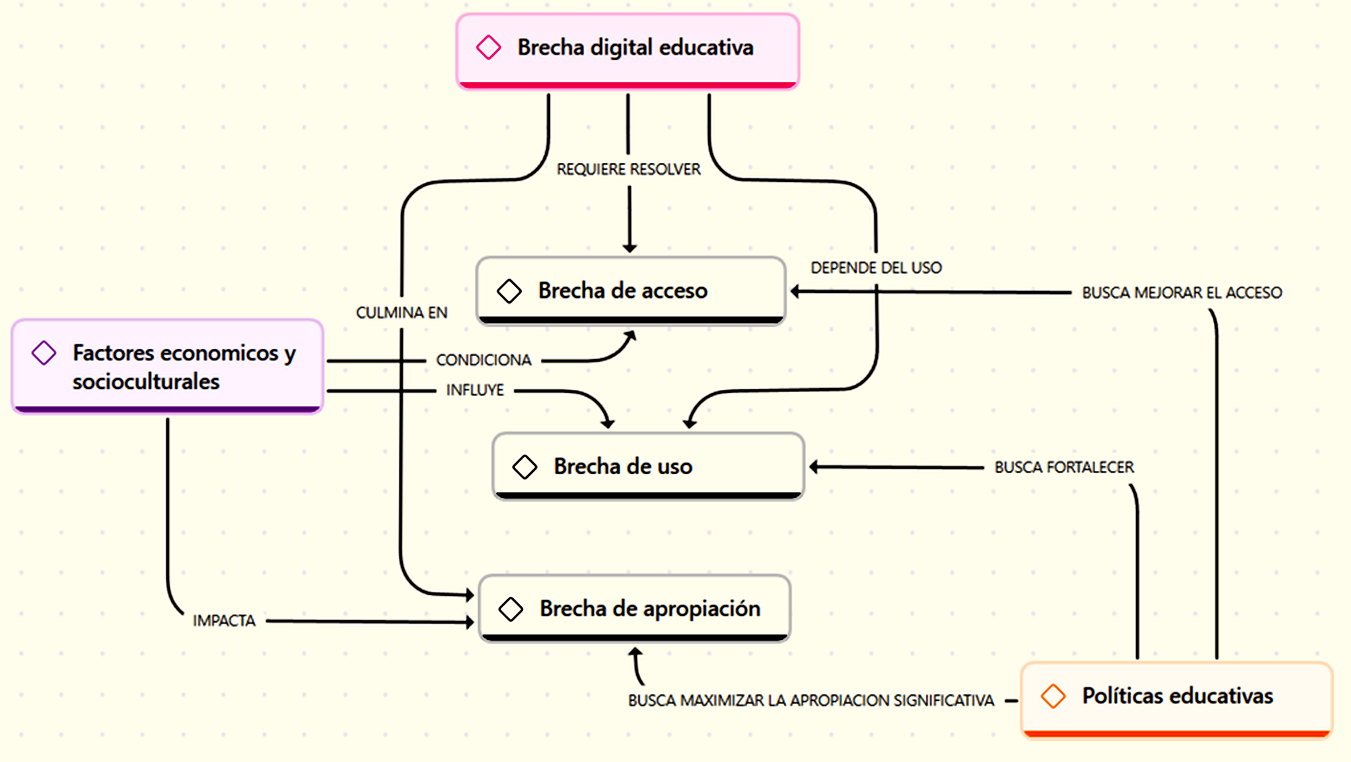 Brecha digital educativa
REQUIERE RESOLVER
DEPENDE DEL USO
Brecha de acceso
BUSCA MEJORAR EL ACCESO
CULMINA EN
Factores economicos y
socioculturales
CONDICIONA
INFLUYE
Brecha de uso
BUSCA FORTALECER
Brecha de apropiación
IMPACTA
BUSCA MAXIMIZAR LA APROPIACION SIGNIFICATIVA
Políticas educativas